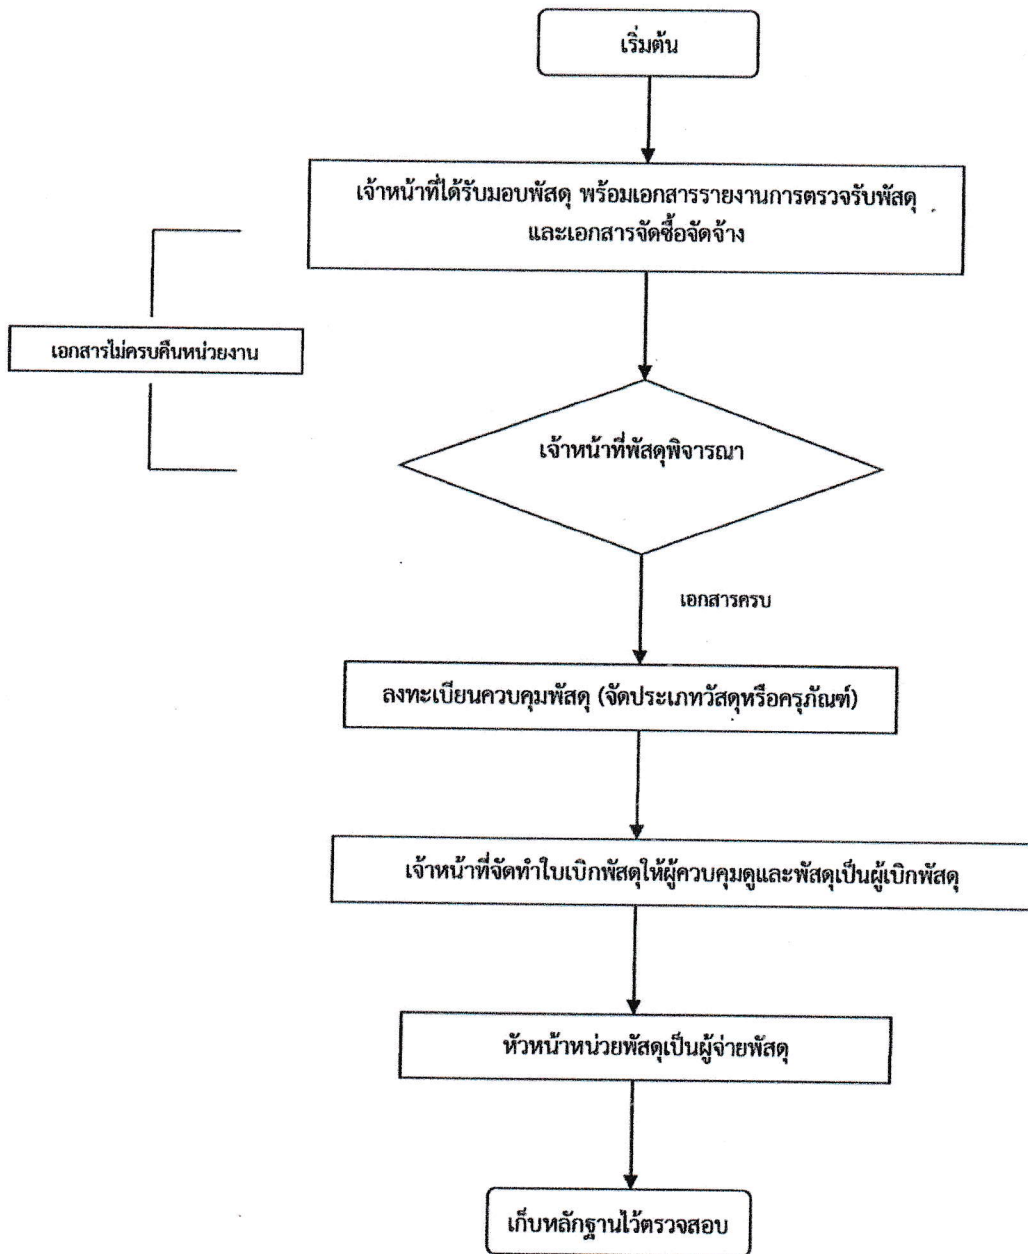 เริ่มต้น
เจ้าหน้าที่ได้รับมอบพัสดุ พร้อมเอกสารรายงานการตรวจรับพัสดุ
และเอกสารจัดซื้อจัดจ้าง
เอกสารไม่ครบคืนหน่วยงาน
เจ้าหน้าที่พัสดุพิจารณา
เอกสารครบ
ลงทะเบียนควบคุมพัสดุ (จัดประเภทวัสดุหรือครุภัณฑ์)
เจ้าหน้าที่จัดทำใบเบิกพัสดุให้ผู้ควบคุมดูและพัสดุเป็นผู้เบิกพัสดุ
หัวหน้าหน่วยพัสดุเป็นผู้จ่ายพัสดุ
เก็บหลักฐานไว้ตรวจสอบ